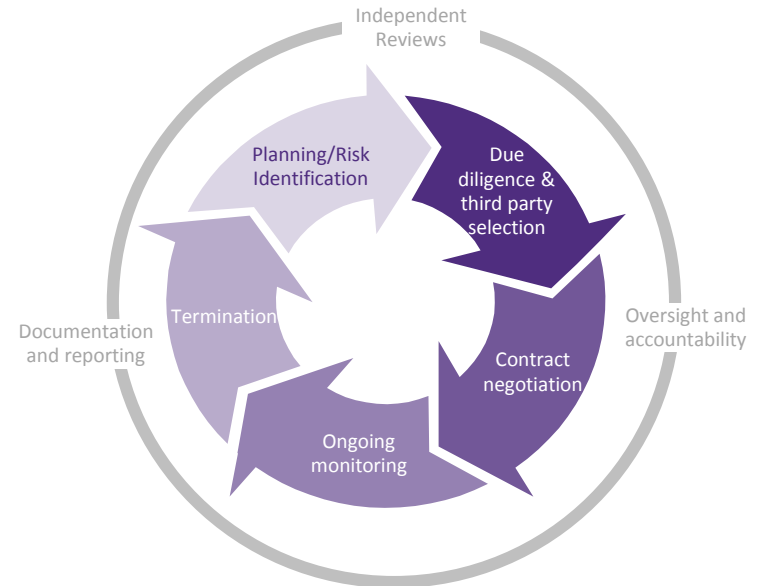 Independent
Reviews
Planning/Risk
Identification
Due
diligence &
third party
selection
Oversight and
accountability
Contract
negotiation
Ongoing
monitoring
Termination
Documentation
and reporting